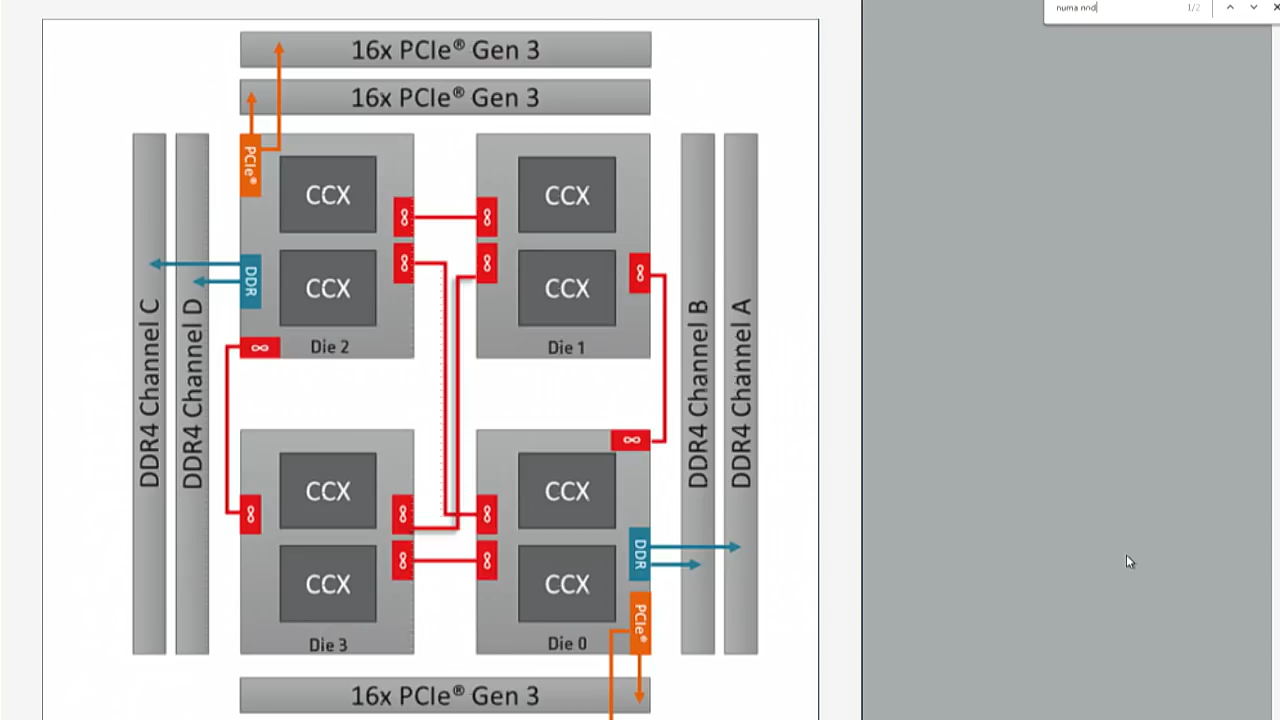 numa nnd
1/2
16x PCIe® Gen 3
16x PCIe® Gen 3
PCIe®
CCX
CCX
CCX
CCX
DDR
Die 2
Die 1
DDR4 Channel C
DDR4 Channel D
DDR4 Channel B
DDR4 Channel A
CCX
CCX
CCX
CCX
DDR
PCIe®
Die 3
Die 0
16x PCIe® Gen 3